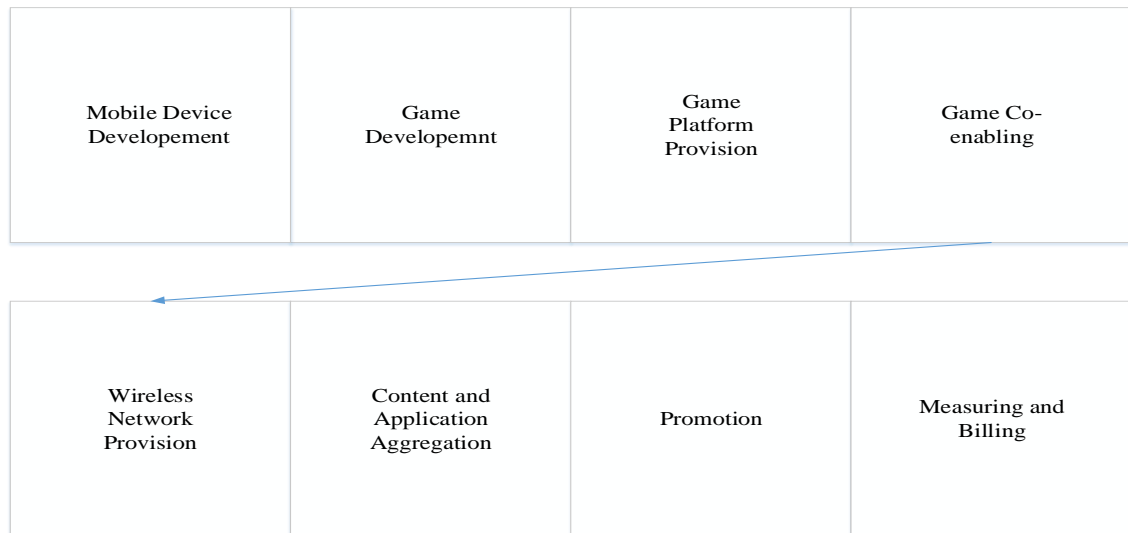 Mobile Device
Developement
Game
Developemnt
Game
Platform
Provision
Game Co-
enabling
Wireless
Network
Provision
Content and
Application
Aggregation
Promotion
Measuring and
Billing